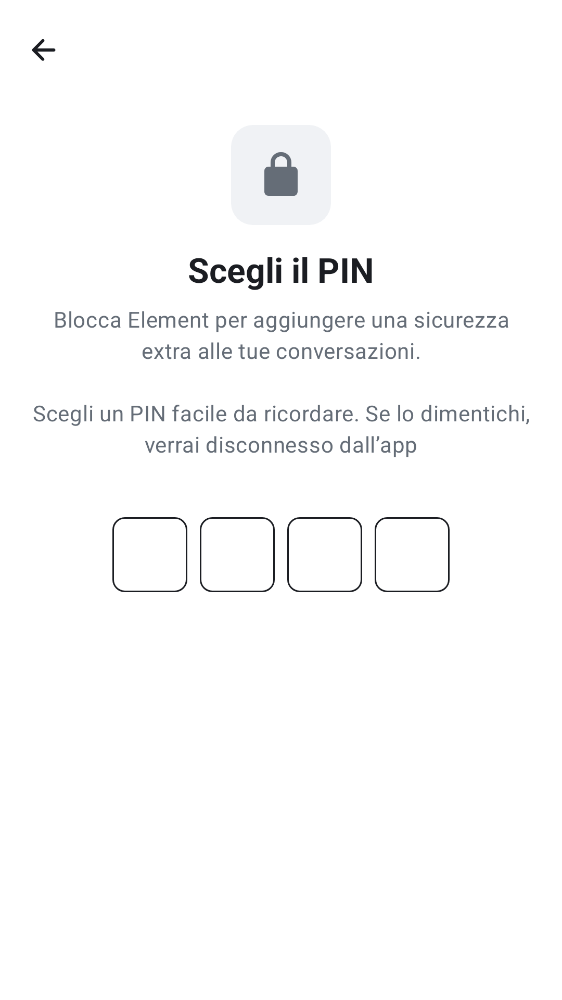 Scegli il PIN
Blocca Element per aggiungere una sicurezza
extra alle tue conversazioni.
Scegli un PIN facile da ricordare. Se lo dimentichi,
verrai disconnesso dall’app